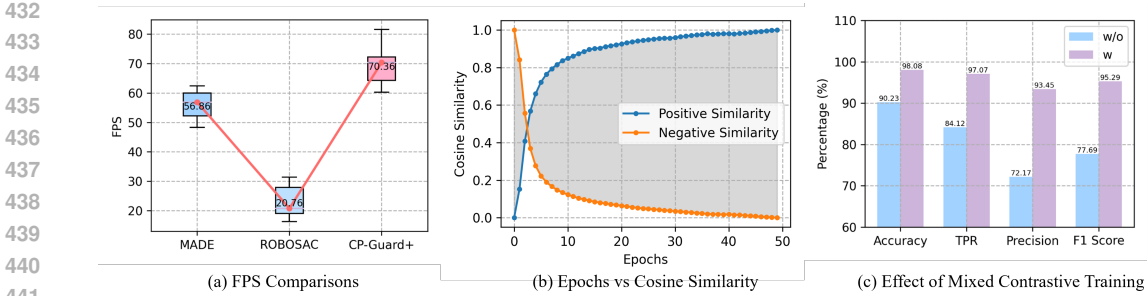 432
433
434
435
436
437
438
439
440
80
70
60
50
40
30
20
FPS
56.86
20.76
70.36
MADE
ROBOSAC
CP-Guard+
(a) FPS Comparisons
1.0
0.8
0.6
0.4
0.2
0.0
Cosine Similarity
Positive Similarity
Negative Similarity
0 10 20 30 40 50
Epochs
(b) Epochs vs Cosine Similarity
110
100
90
80
70
60
Percentage (%)
w/o
w
90.23
98.08
84.12
97.07
72.17
93.45
77.69
95.29
Accuracy
TPR
Precision
F1 Score
(c) Effect of Mixed Contrastive Training